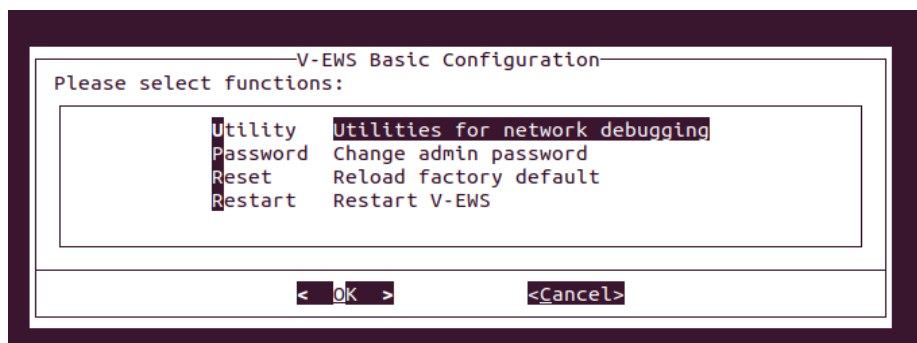 V-EWS Basic Configuration
Please select functions:
Utility Utilities for network debugging
Password Change admin password
Reset Reload factory default
Restart Restart V-EWS
< OK > <Cancel>